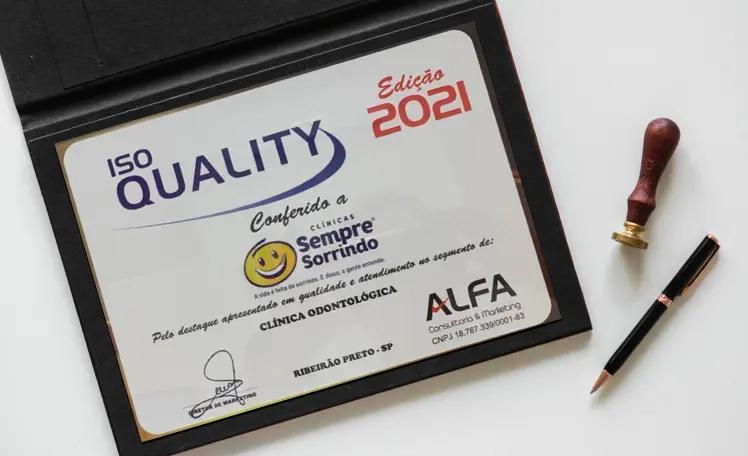 Edição
2021
ISO
QUALITY
Conferido a
CLÍNICAS
Sempre
Sorrindo
A vida é feita de sorrisos. E disso, a gente entende.
Pelo destaque apresentado em qualidade e atendimento no segmento de:
CLÍNICA ODONTOLÓGICA
ALFA
Consultoria & Marketing
CNPJ 18.767.339/0001-83
RIBEIRÃO PRETO - SP
DIRETOR DE MARKETING